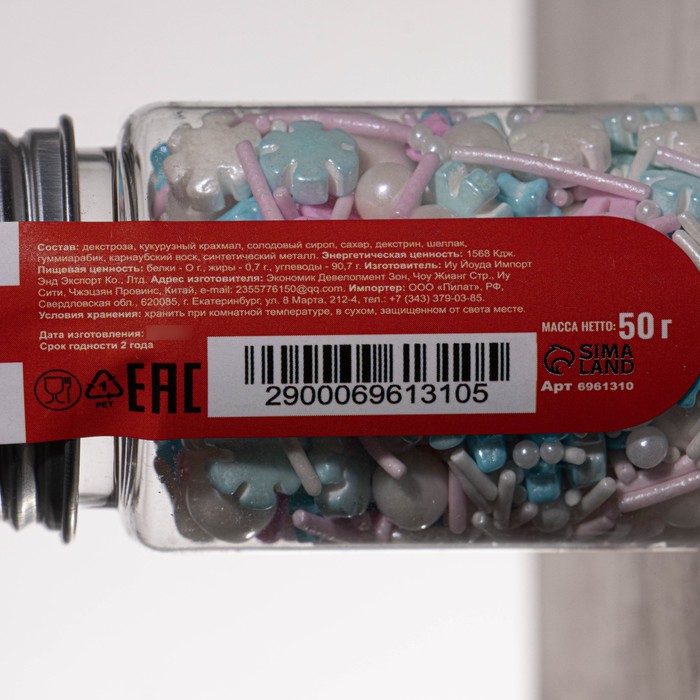 Состав: декстроза, кукурузный крахмал, солодовый сироп, сахар, декстрин, шеллак,
гуммиарабик, карнаубский воск, синтетический металл. Энергетическая ценность: 1568 Кдж.
Пищевая ценность: белки - О г., жиры - 0,7 г., углеводы - 90,7 г. Изготовитель: Иу Йоуда Импорт
Энд Экспорт Ко., Лтд. Адрес изготовителя: Экономик Девелопмент Зон, Чоу Жианг Стр., Иу
Сити, Чжэцзян Провинс, Китай, e-mail: 2355776150@qq.com. Импортер: ООО «Пилат», РФ,
Свердловская обл., 620085, г. Екатеринбург, ул. 8 Марта, 212-4, тел.: +7 (343) 379-03-85.
Условия хранения: хранить при комнатной температуре, в сухом, защищенном от света месте.
Дата изготовления:
Срок годности 2 года
МАССА НЕТТО: 50 г
SIMA
LAND
Арт 6961310
1
PET
EAC
2900069613105